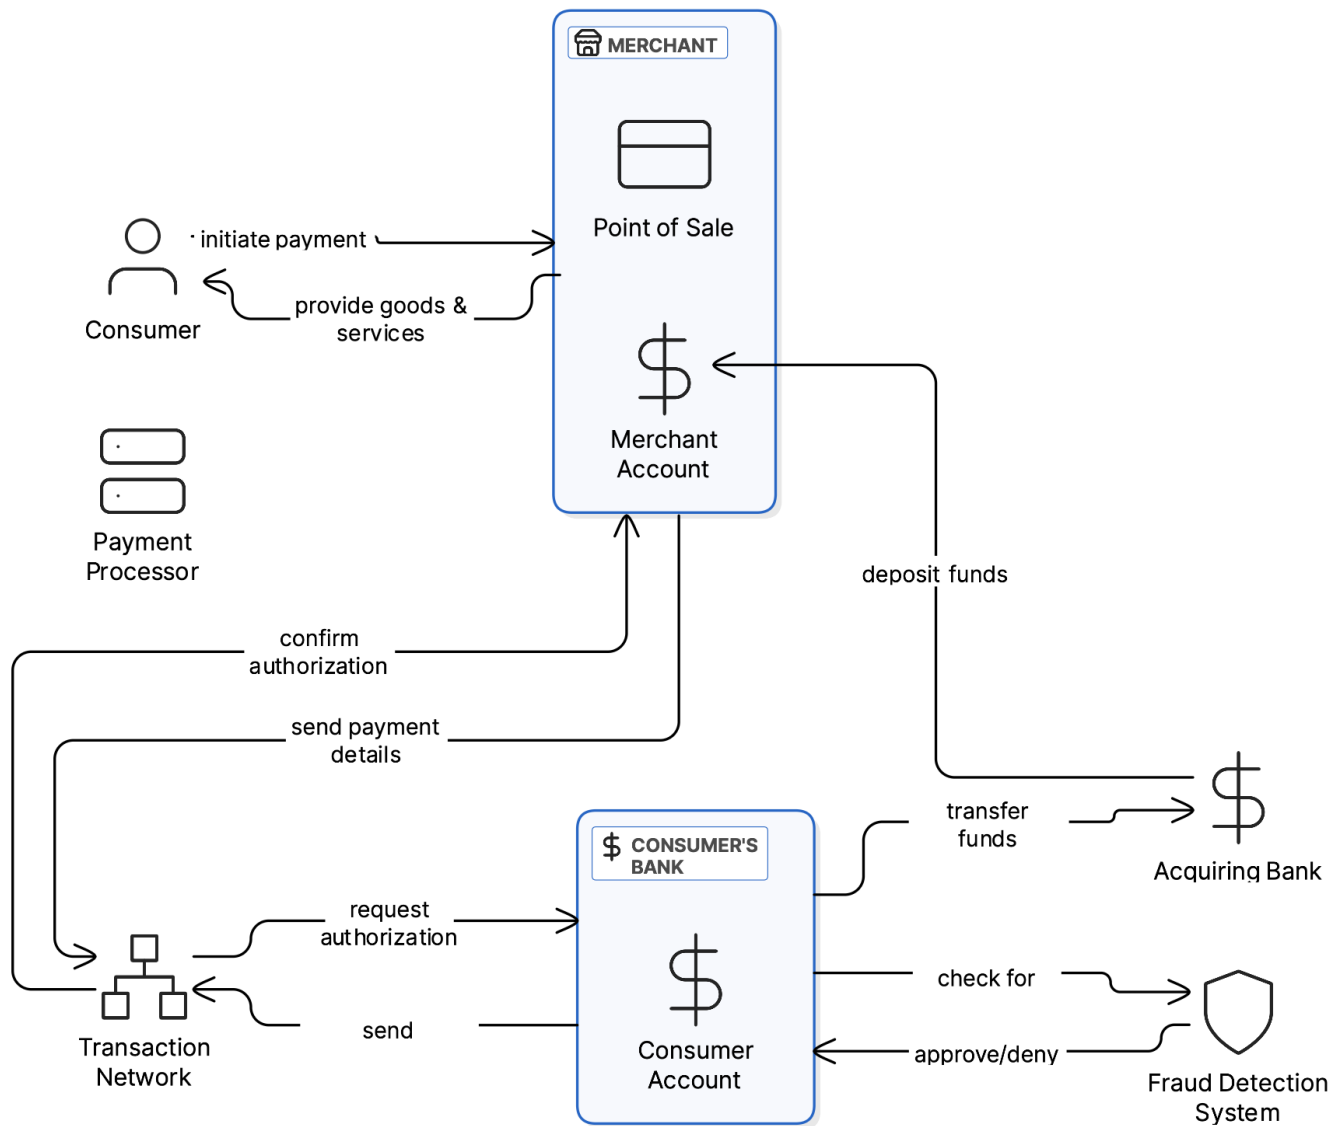 MERCHANT
Point of Sale
initiate payment
Consumer
provide goods &
services
Merchant
Account
Payment
Processor
deposit funds
confirm
authorization
send payment
details
transfer
funds
Acquiring Bank
CONSUMER'S
BANK
request
authorization
check for
send
approve/deny
Consumer
Account
Transaction
Network
Fraud Detection
System